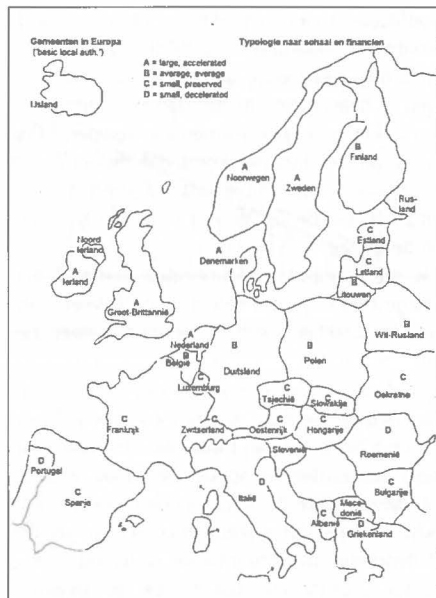 Gemeenten in Europa
("basic local auth.")
Typologie naar schaal en financien
A = large, accelerated
B = average, average
C = small, preserved
D = small, decelerated
IJsland
A
Noorwegen
A
Zweden
B
Finland
Rus-
land
C
Estland
C
Letland
B
Litouwen
A
Denemarken
Noord
Ierland
A
Ierland
A
Groot-Brittannië
A
Nederland
B
België
C
Luxemburg
B
Duitsland
B
Polen
B
Wit-Rusland
C
Tsjechië
C
Slowakije
C
Oekraïne
C
Frankrijk
C
Zwitserland
C
Oostenrijk
C
Hongarije
Slovenië
D
Roemenië
D
Portugal
C
Spanje
D
Italië
C
Bulgarije
Mace-
donië
C
Albanië
D
Griekenland